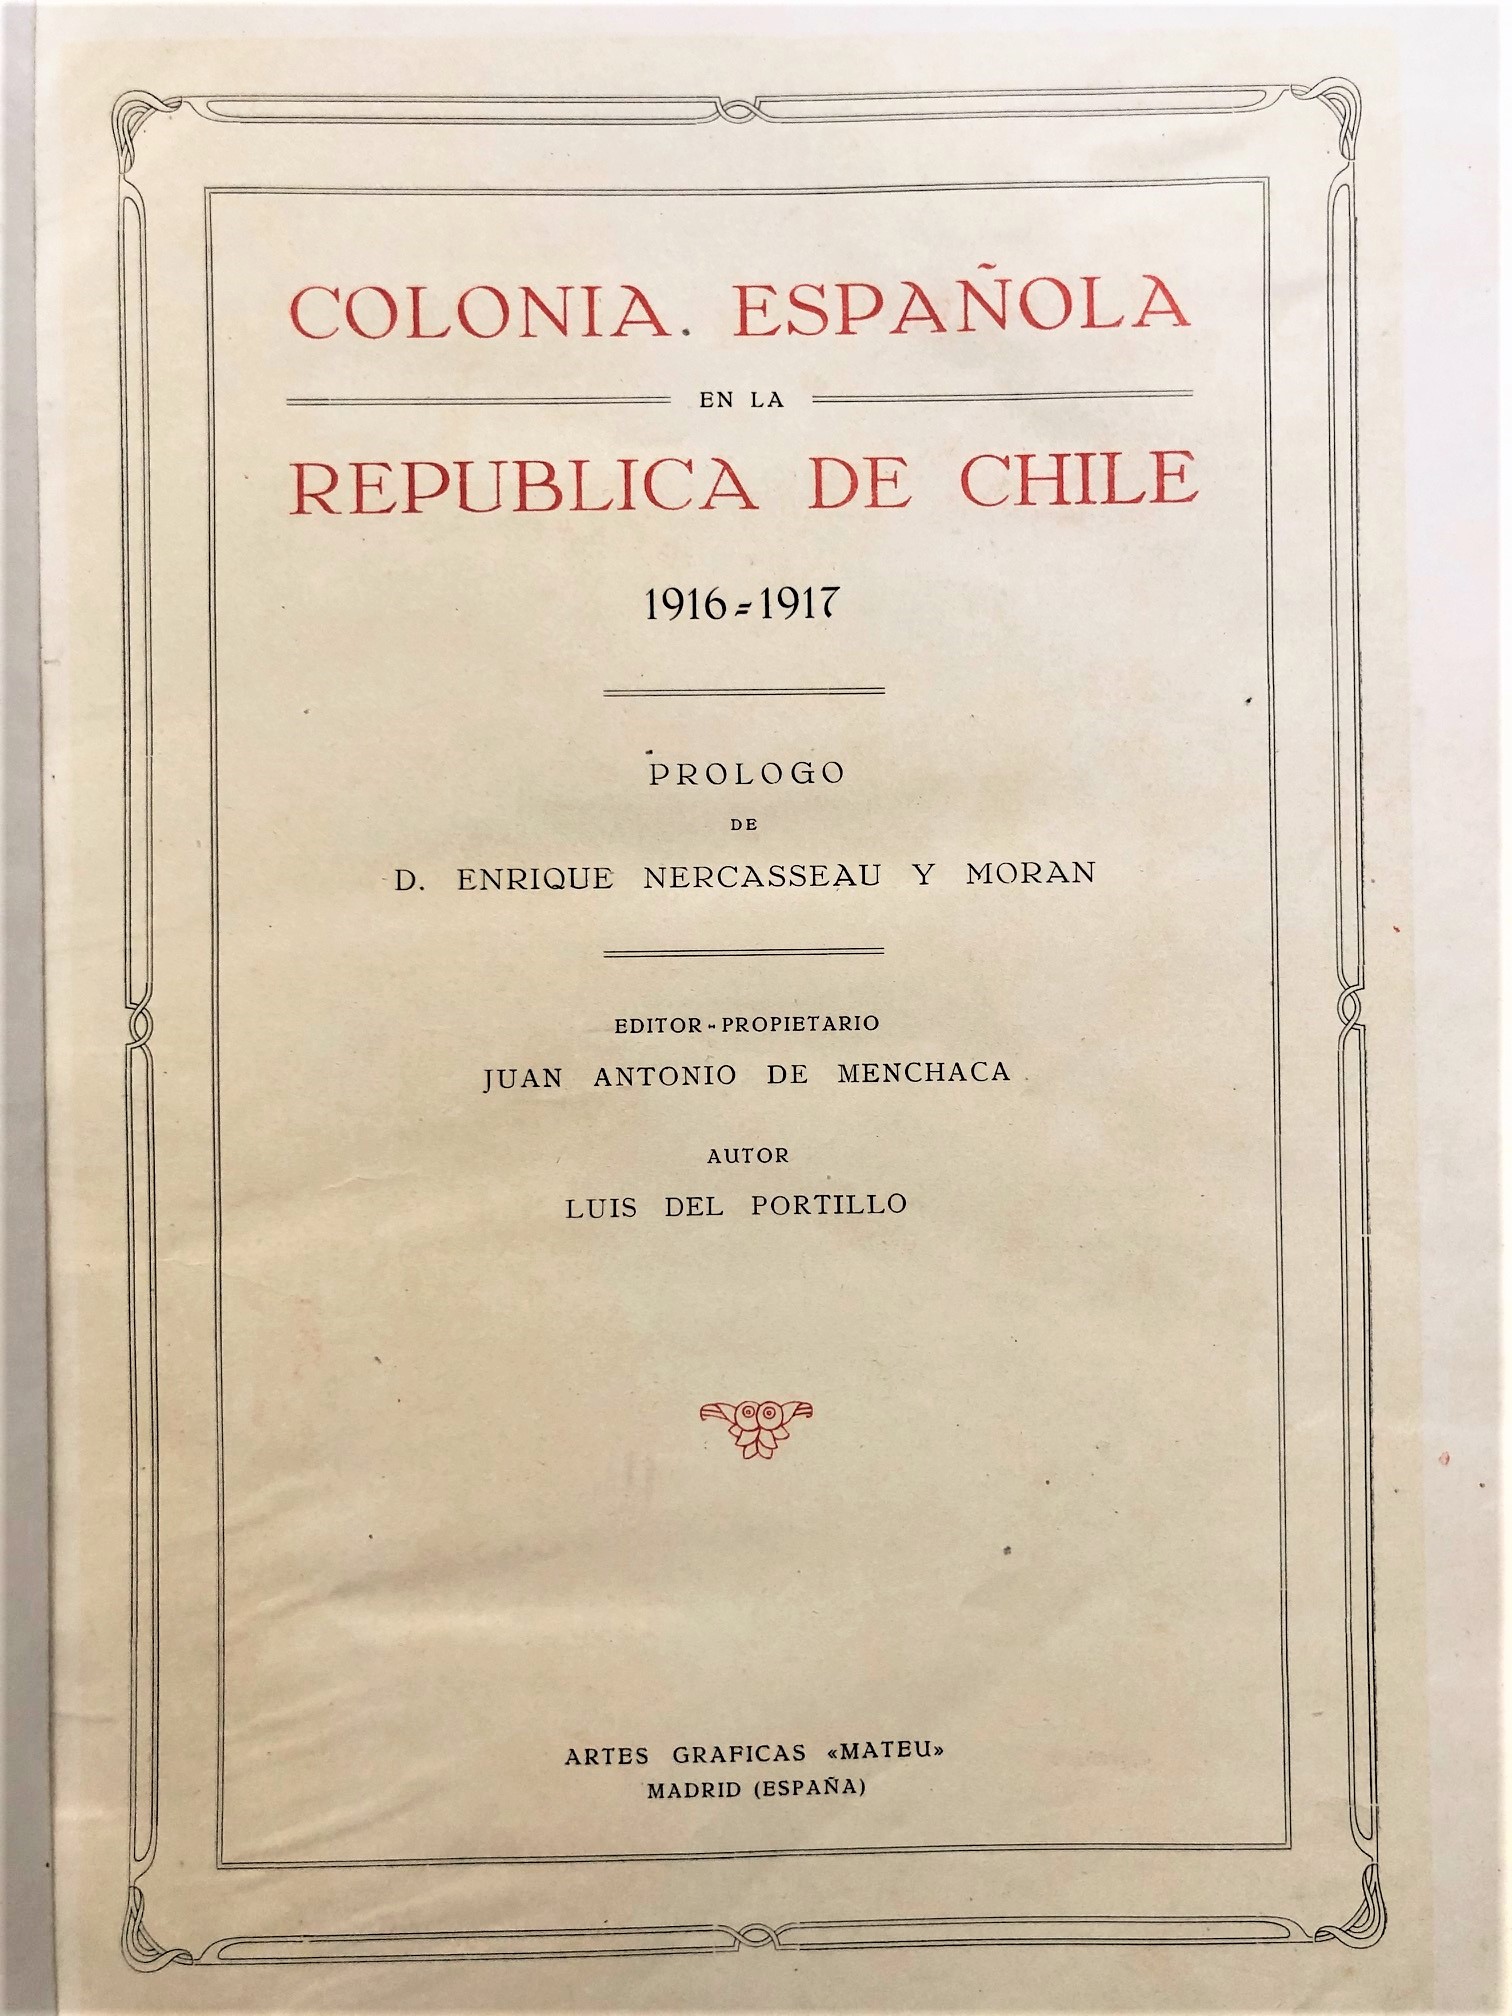 COLONIA. ESPAÑOLA
EN LA
REPUBLICA DE CHILE
1916=1917
PROLOGO
DE
D. ENRIQUE NERCASSEAU Y MORAN
EDITOR-PROPIETARIO
JUAN ANTONIO DE MENCHACA
AUTOR
LUIS DEL PORTILLO
ARTES GRAFICAS «MATEU»
MADRID (ESPAÑA)